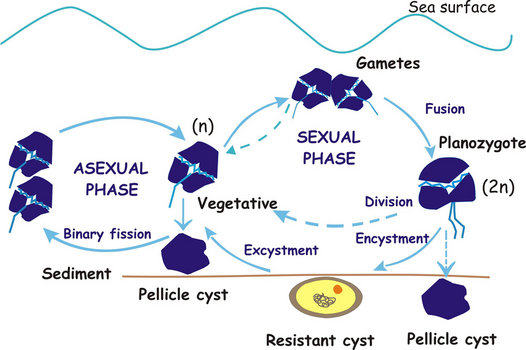 Sea surface
Gametes
Fusion
(n)
SEXUAL
PHASE
Planozygote
ASEXUAL
PHASE
(2n)
Vegetative
Division
Binary fission
Encystment
Excystment
Sediment
Pellicle cyst
Resistant cyst
Pellicle cyst